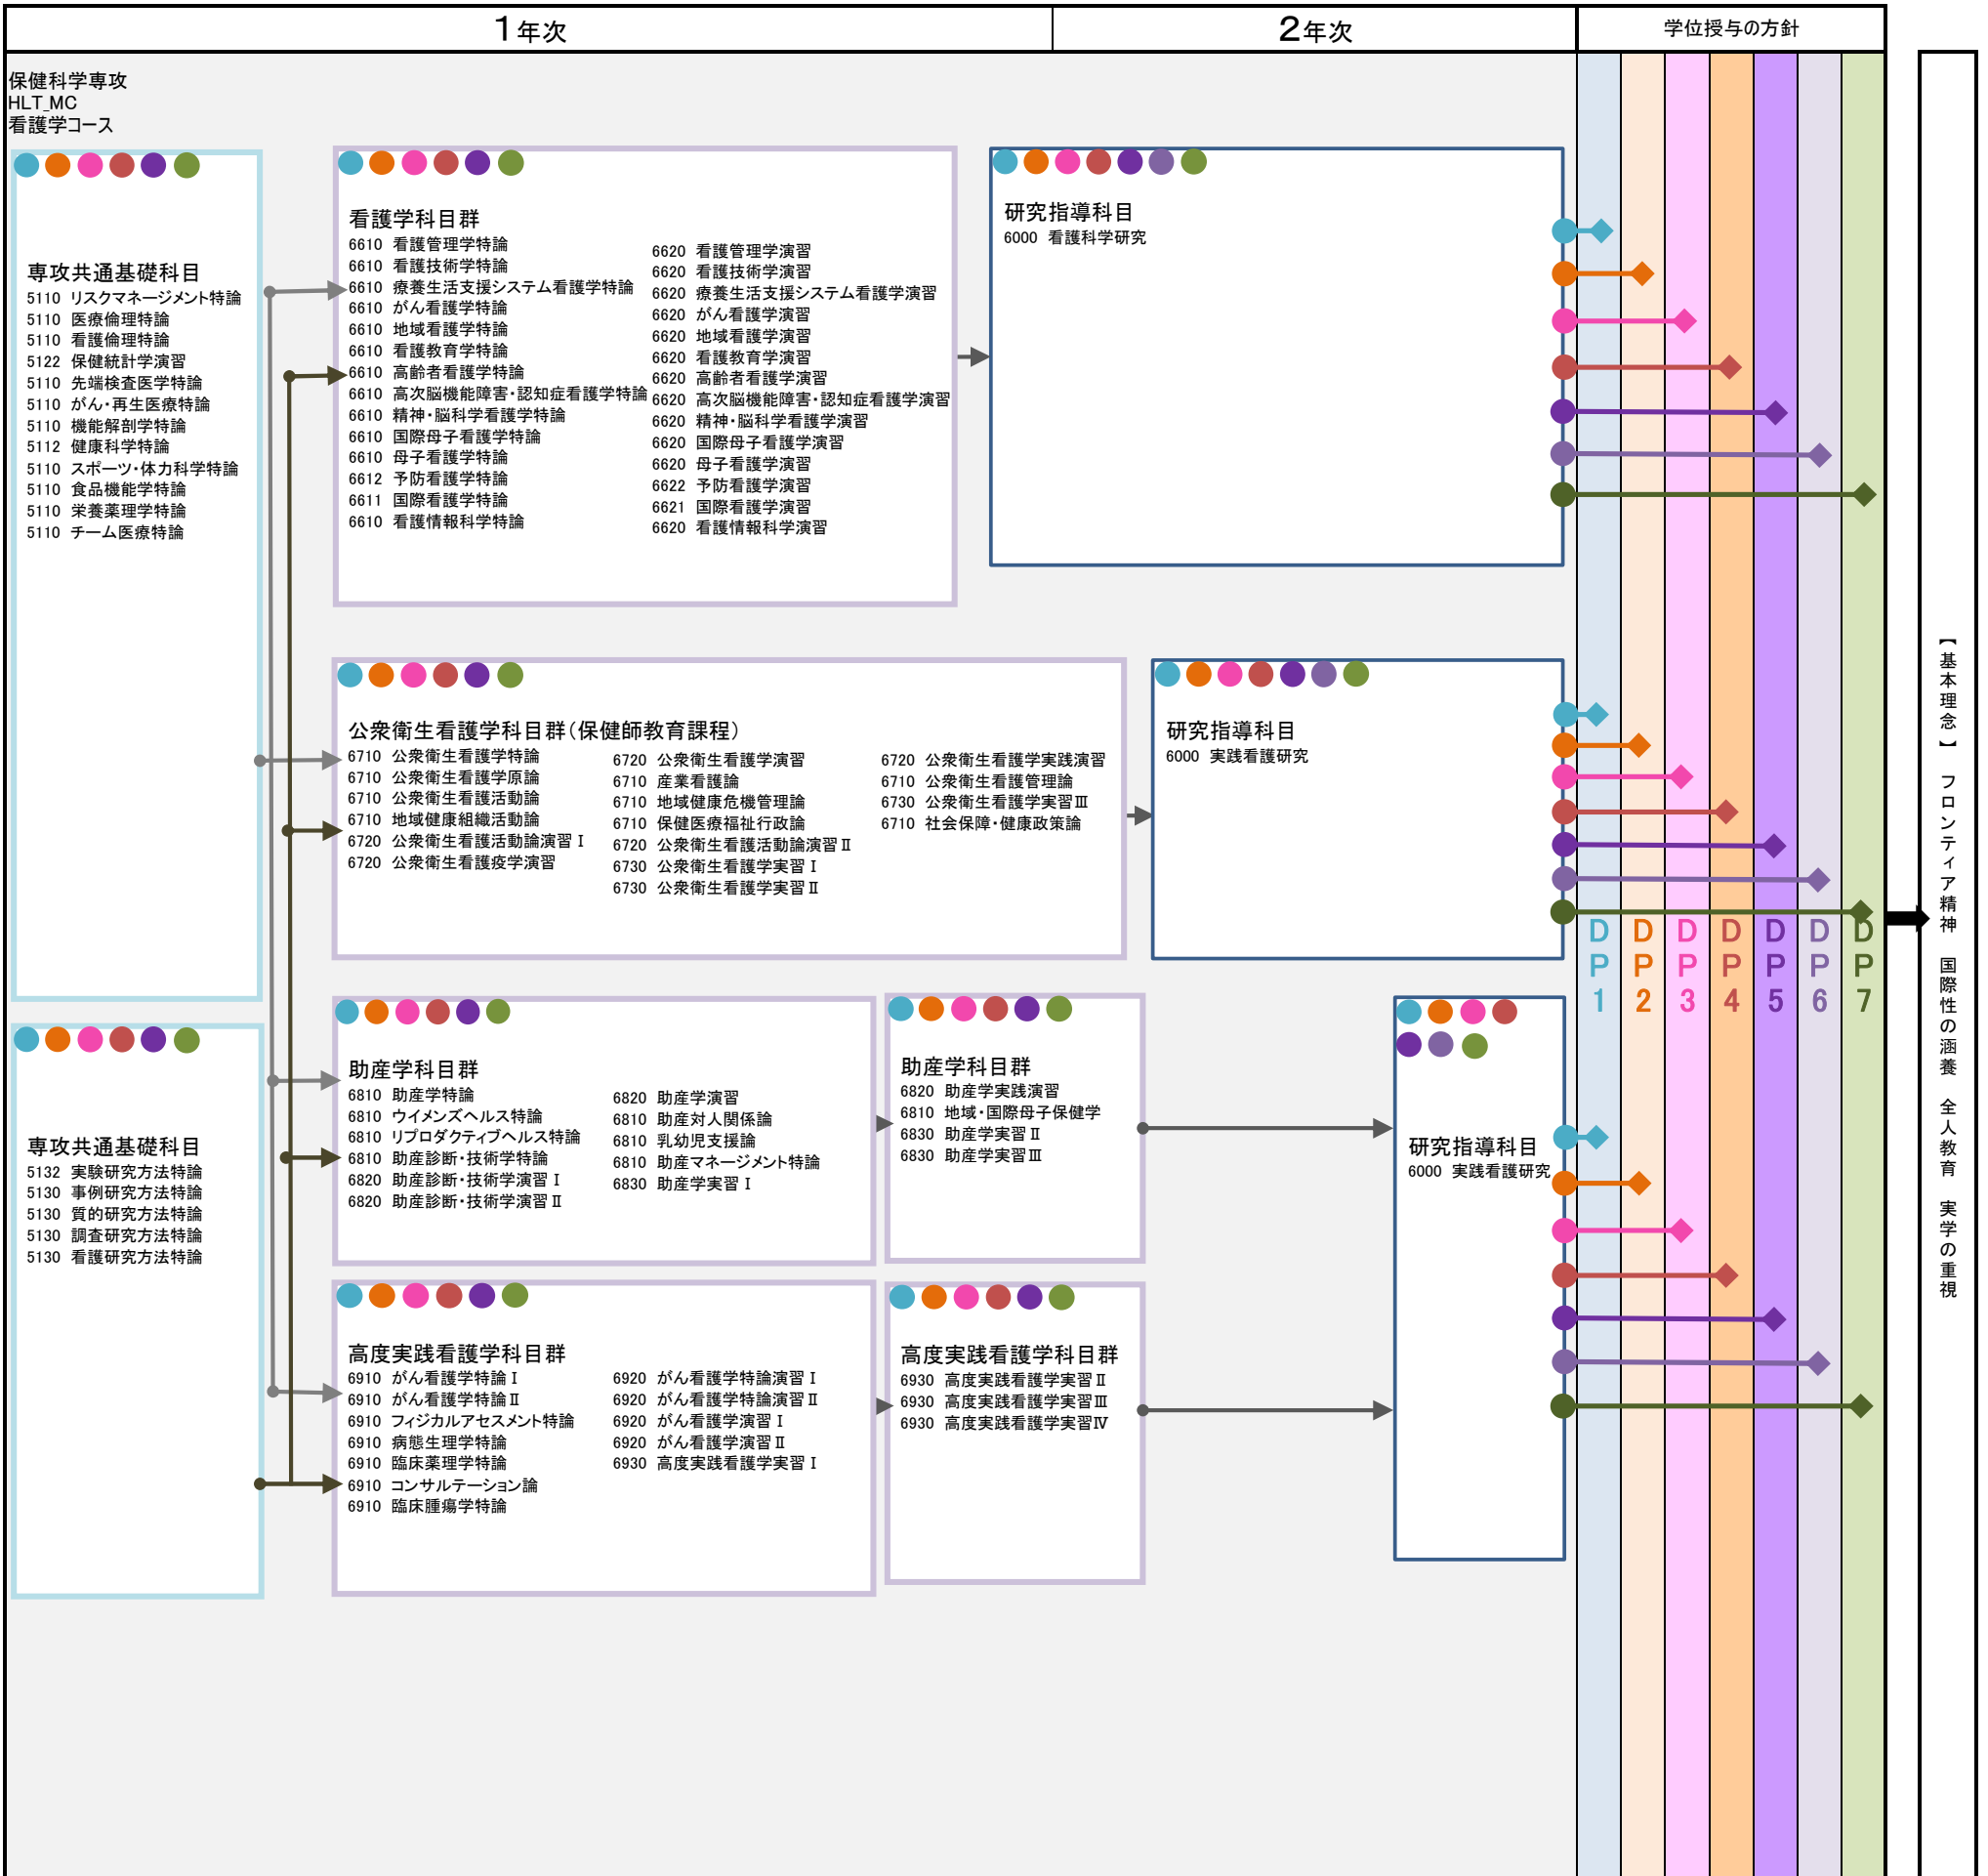 1年次
2年次
学位授与の方針
保健科学専攻
HLT_MC
看護学コース
専攻共通基礎科目
5110 リスクマネージメント特論
5110 医療倫理特論
5110 看護倫理特論
5122 保健統計学演習
5110 先端検査医学特論
5110 がん・再生医療特論
5110 機能解剖学特論
5112 健康科学特論
5110 スポーツ・体力科学特論
5110 食品機能学特論
5110 栄養薬理学特論
5110 チーム医療特論
看護学科目群
6610 看護管理学特論
6610 看護技術学特論
6610 療養生活支援システム看護学特論
6610 がん看護学特論
6610 地域看護学特論
6610 看護教育学特論
6610 高齢者看護学特論
6610 高次脳機能障害・認知症看護学特論
6610 精神・脳科学看護学特論
6610 国際母子看護学特論
6610 母子看護学特論
6612 予防看護学特論
6611 国際看護学特論
6610 看護情報科学特論
6620 看護管理学演習
6620 看護技術学演習
6620 療養生活支援システム看護学演習
6620 がん看護学演習
6620 地域看護学演習
6620 看護教育学演習
6620 高齢者看護学演習
6620 高次脳機能障害・認知症看護学演習
6620 精神・脳科学看護学演習
6620 国際母子看護学演習
6620 母子看護学演習
6622 予防看護学演習
6621 国際看護学演習
6620 看護情報科学演習
研究指導科目
6000 看護科学研究
公衆衛生看護学科目群（保健師教育課程）
6710 公衆衛生看護学特論
6710 公衆衛生看護学原論
6710 公衆衛生看護活動論
6710 地域健康組織活動論
6720 公衆衛生看護活動論演習Ⅰ
6720 公衆衛生看護疫学演習
6720 公衆衛生看護学演習
6710 産業看護論
6710 地域健康危機管理論
6710 保健医療福祉行政論
6720 公衆衛生看護活動論演習Ⅱ
6730 公衆衛生看護学実習Ⅰ
6730 公衆衛生看護学実習Ⅱ
6720 公衆衛生看護学実践演習
6710 公衆衛生看護管理論
6730 公衆衛生看護学実習Ⅲ
6710 社会保障・健康政策論
研究指導科目
6000 実践看護研究
専攻共通基礎科目
5132 実験研究方法特論
5130 事例研究方法特論
5130 質的研究方法特論
5130 調査研究方法特論
5130 看護研究方法特論
助産学科目群
6810 助産学特論
6810 ウイメンズヘルス特論
6810 リプロダクティブヘルス特論
6810 助産診断・技術学特論
6820 助産診断・技術学演習Ⅰ
6820 助産診断・技術学演習Ⅱ
6820 助産学演習
6810 助産対人関係論
6810 乳幼児支援論
6810 助産マネージメント特論
6830 助産学実習Ⅰ
助産学科目群
6820 助産学実践演習
6810 地域・国際母子保健学
6830 助産学実習Ⅱ
6830 助産学実習Ⅲ
研究指導科目
6000 実践看護研究
高度実践看護学科目群
6910 がん看護学特論Ⅰ
6910 がん看護学特論Ⅱ
6910 フィジカルアセスメント特論
6910 病態生理学特論
6910 臨床薬理学特論
6910 コンサルテーション論
6910 臨床腫瘍学特論
6920 がん看護学特論演習Ⅰ
6920 がん看護学特論演習Ⅱ
6920 がん看護学演習Ⅰ
6920 がん看護学演習Ⅱ
6930 高度実践看護学実習Ⅰ
高度実践看護学科目群
6930 高度実践看護学実習Ⅱ
6930 高度実践看護学実習Ⅲ
6930 高度実践看護学実習Ⅳ
DP1
DP2
DP3
DP4
DP5
DP6
DP7
【基本理念】 フロンティア精神 国際性の涵養 全人教育 実学の重視